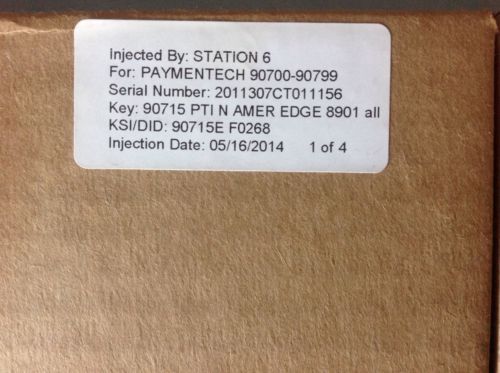 Injected By: STATION 6
For: PAYMENTECH 90700-90799
Serial Number: 2011307CT011156
Key: 90715 PTI N AMER EDGE 8901 all
KSI/DID: 90715E F0268
Injection Date: 05/16/2014 1 of 4